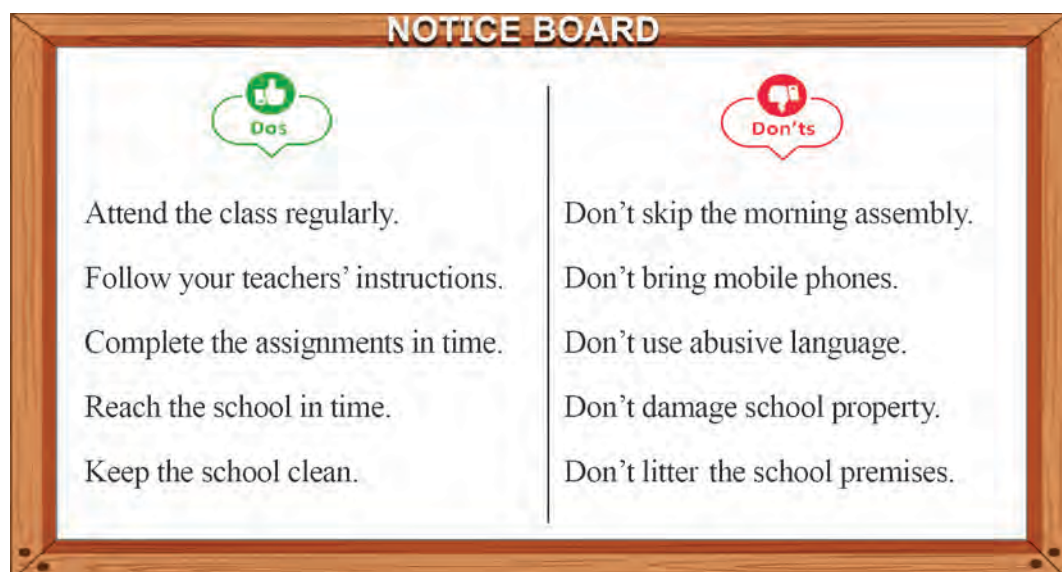 NOTICE BOARD
Dos
Attend the class regularly.
Follow your teachers’ instructions.
Complete the assignments in time.
Reach the school in time.
Keep the school clean.
Don’ts
Don’t skip the morning assembly.
Don’t bring mobile phones.
Don’t use abusive language.
Don’t damage school property.
Don’t litter the school premises.